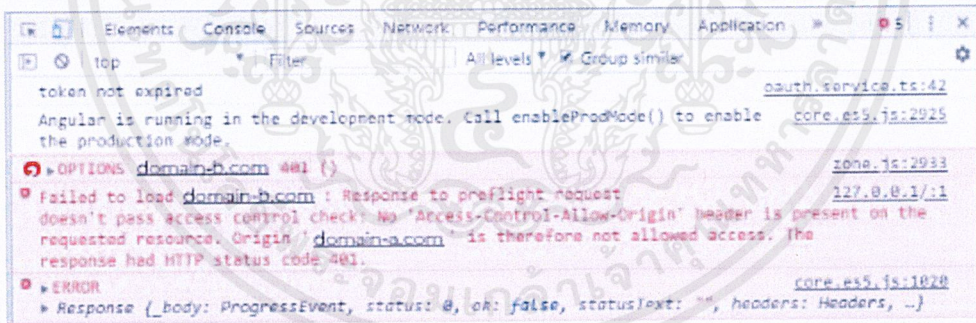 Elements Console Sources Network Performance Memory Application » 5
top Filter All levels Group similar
token not expired oauth.service.ts:42
Angular is running in the development mode. Call enableProdMode() to enable core.es5.js:2925
the production mode.
OPTIONS domain-b.com 401 () zone.js:2933
Failed to load domain-b.com : Response to preflight request 127.0.0.1/:1
doesn't pass access control check: No 'Access-Control-Allow-Origin' header is present on the
requested resource. Origin 'domain-a.com is therefore not allowed access. The
response had HTTP status code 401.
ERROR core.es5.js:1020
Response {_body: ProgressEvent, status: 0, ok: false, statusText: "", headers: Headers, …}